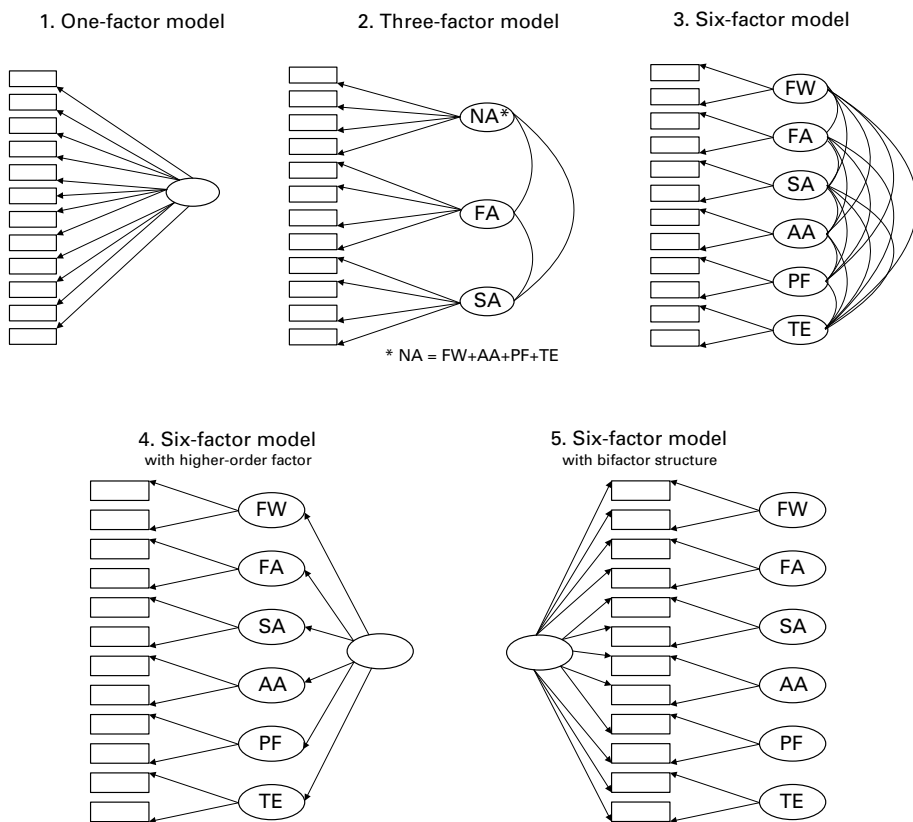 1. One-factor model
2. Three-factor model
NA*
FA
SA
* NA = FW+AA+PF+TE
3. Six-factor model
FW
FA
SA
AA
PF
TE
4. Six-factor model
with higher-order factor
FW
FA
SA
AA
PF
TE
5. Six-factor model
with bifactor structure
FW
FA
SA
AA
PF
TE